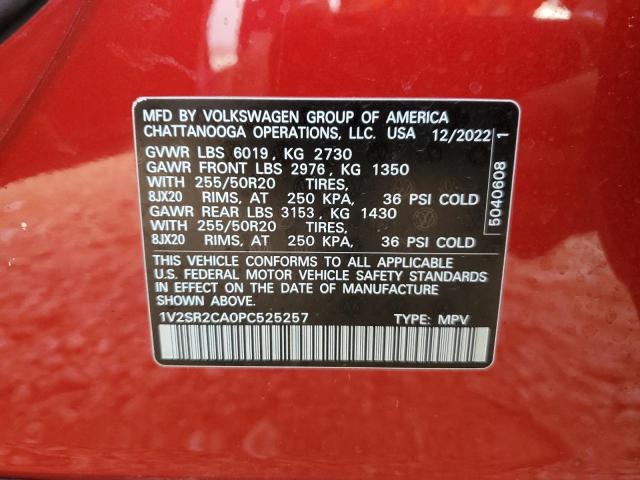 MFD BY VOLKSWAGEN GROUP OF AMERICA
CHATTANOOGA OPERATIONS, LLC. USA 12/2022
GVWR LBS 6019, KG 2730
GAWR FRONT LBS 2976, KG 1350
WITH 255/50R20 TIRES,
8JX20 RIMS, AT 250 KPA, 36 PSI COLD
GAWR REAR LBS 3153, KG 1430
WITH 255/50R20 TIRES,
8JX20 RIMS, AT 250 KPA, 36 PSI COLD
THIS VEHICLE CONFORMS TO ALL APPLICABLE
U.S. FEDERAL MOTOR VEHICLE SAFETY STANDARDS
IN EFFECT ON THE DATE OF MANUFACTURE
SHOWN ABOVE.
1V2SR2CA0PC525257 TYPE: MPV
5040608 1